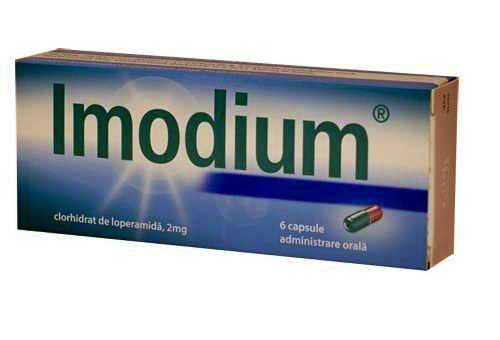 Imodium®
clorhidrat de loperamidă, 2mg
6 capsule
administrare orală